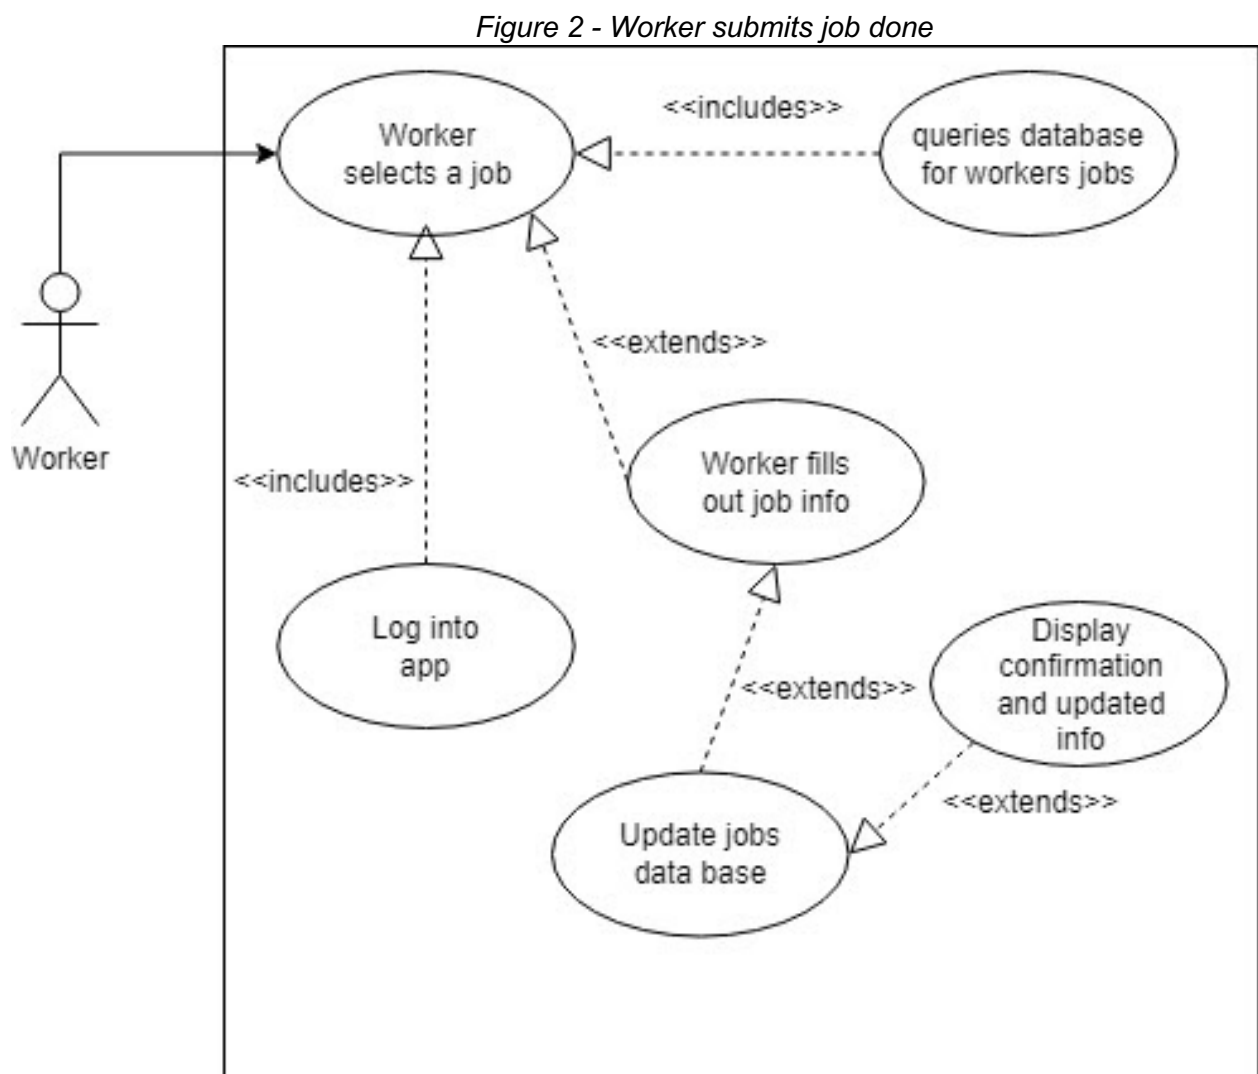 Figure 2 - Worker submits job done
Worker
selects a job
<<includes>>
queries database
for workers jobs
<<extends>>
Worker
<<includes>>
Worker fills
out job info
Log into
app
<<extends>>
Display
confirmation
and updated
info
<<extends>>
Update jobs
data base